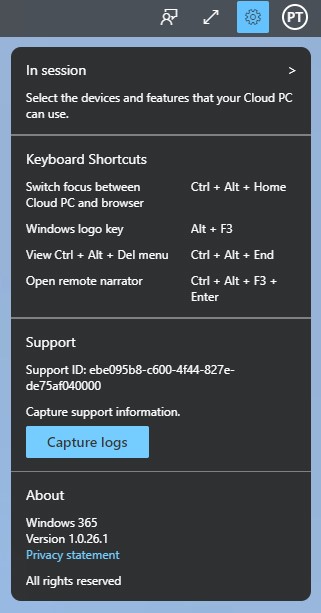 PT
In session >
Select the devices and features that your Cloud PC
can use.
Keyboard Shortcuts
Switch focus between
Cloud PC and browser
Ctrl + Alt + Home
Windows logo key
Alt + F3
View Ctrl + Alt + Del menu
Ctrl + Alt + End
Open remote narrator
Ctrl + Alt + F3 +
Enter
Support
Support ID: ebe095b8-c600-4f44-827e-
de75af040000
Capture support information.
Capture logs
About
Windows 365
Version 1.0.26.1
Privacy statement
All rights reserved